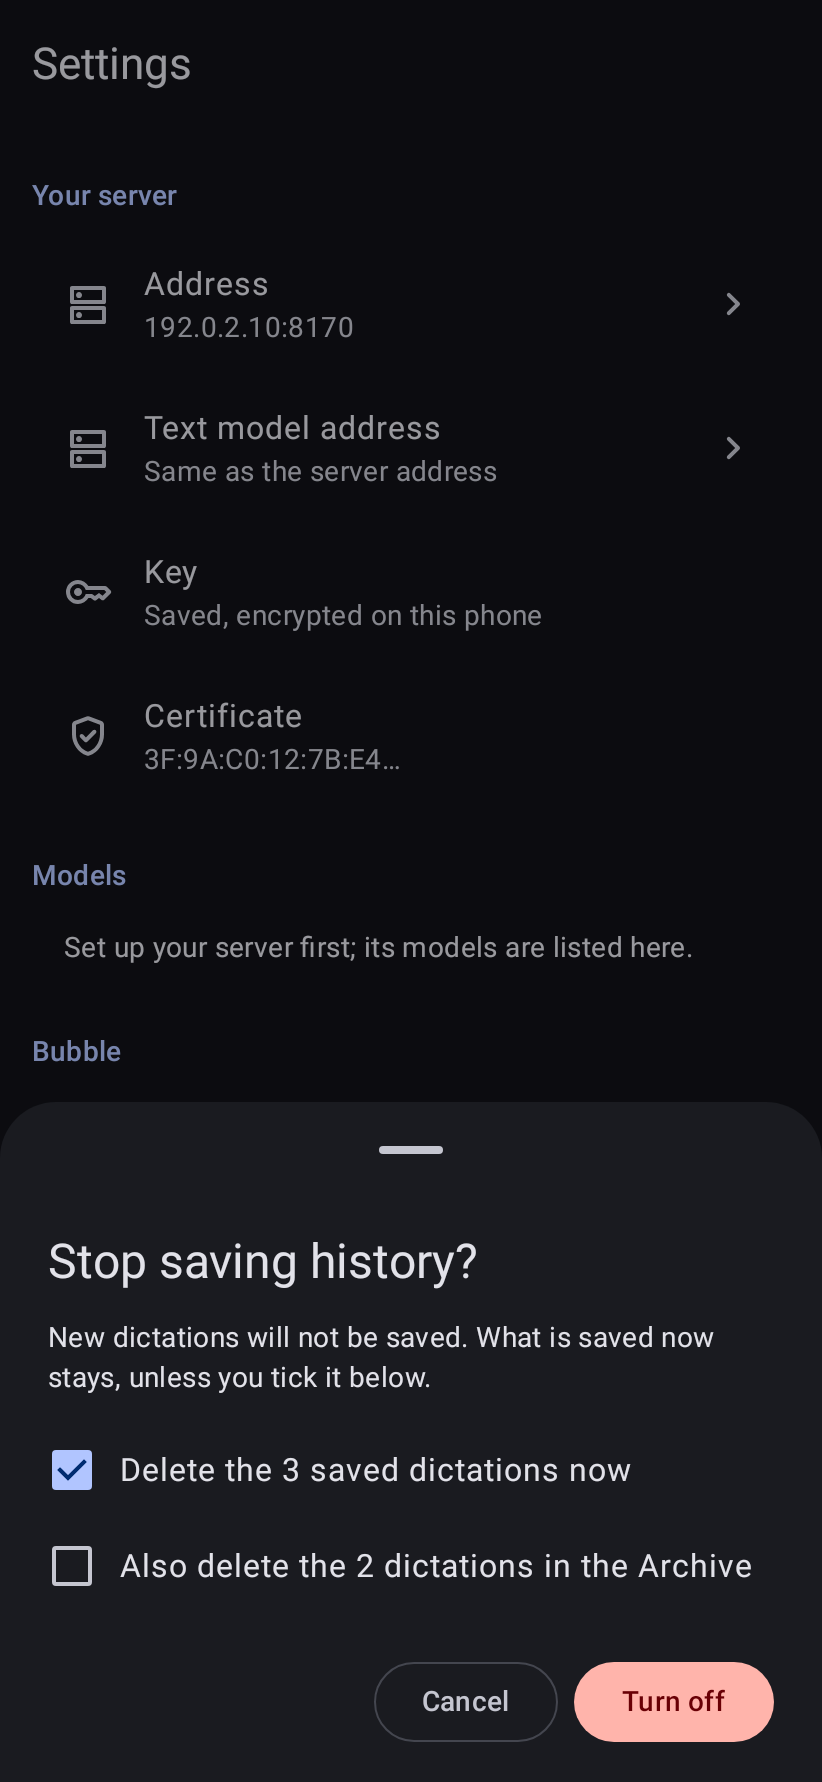 Settings
Your server
Address
192.0.2.10:8170
Text model address
Same as the server address
Key
Saved, encrypted on this phone
Certificate
3F:9A:C0:12:7B:E4…
Models
Set up your server first; its models are listed here.
Bubble
Stop saving history?
New dictations will not be saved. What is saved now
stays, unless you tick it below.
Delete the 3 saved dictations now
Also delete the 2 dictations in the Archive
Cancel
Turn off